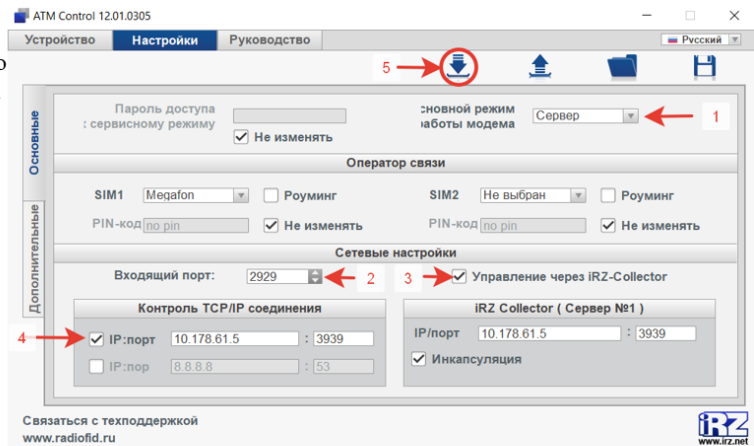 ATM Control 12.01.0305
Устройство Настройки Руководство Русский
о
5
Пароль доступа
к сервисному режиму
Не изменять
сновной режим
работы модема
Сервер
1
Основные
Дополнительные
Оператор связи
SIM1 Megafon Роуминг SIM2 Не выбран Роуминг
PIN-код no pin Не изменять PIN-код no pin Не изменять
Сетевые настройки
Входящий порт: 2929 2 3 Управление через iRZ-Collector
Контроль TCP/IP соединения iRZ Collector ( Сервер №1 )
4 IP:порт 10.178.61.5 : 3939 IP/порт 10.178.61.5 : 3939
IP:пор 8.8.8.8 : 53 Инкапсуляция
Связаться с техподдержкой
www.radiofid.ru
iRZ
www.irz.net